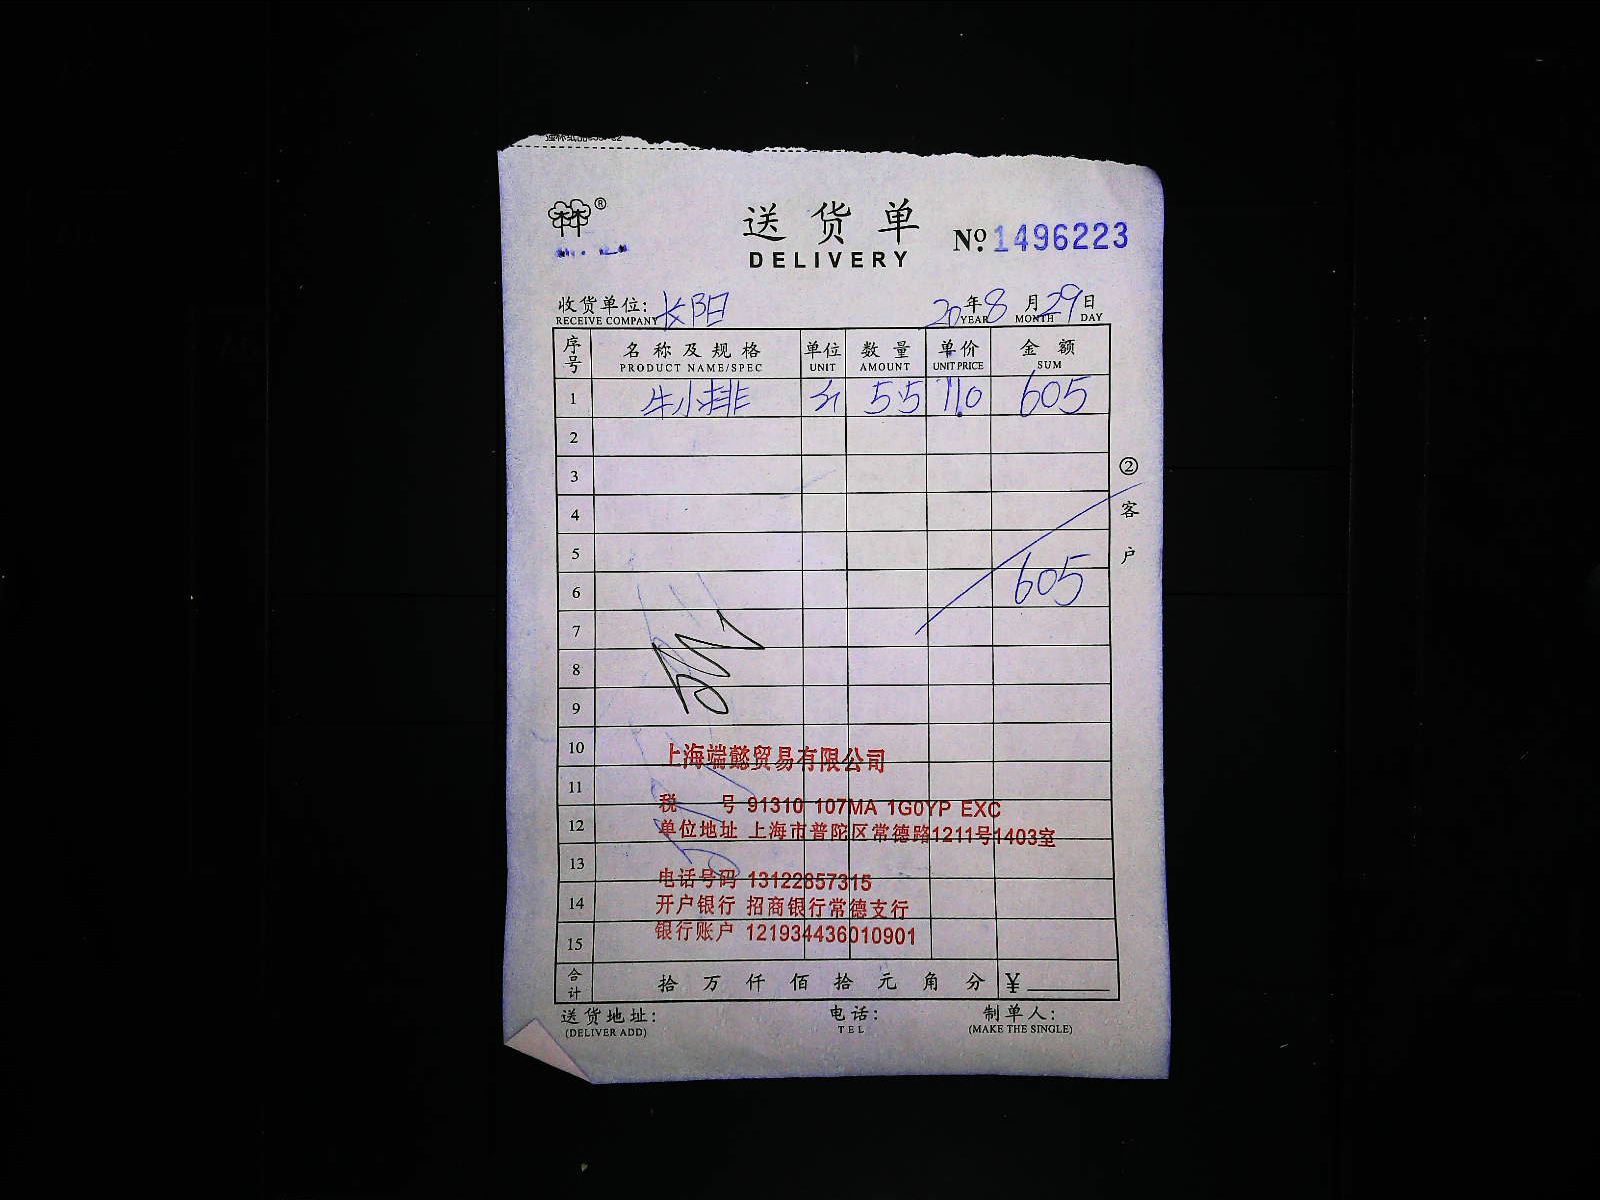 送货单
DELIVERY
№ 1496223
收货单位: 长阳 20年8月29日
RECEIVE COMPANY YEAR MONTH DAY
序号 名称及规格 单位 数量 单价 金额
PRODUCT NAME/SPEC UNIT AMOUNT UNIT PRICE SUM
1 牛小排 斤 55 11.0 605
2
3
4
5
6 605
7
8
9
10
11
12
13
14
15
② 客户
上海端懿贸易有限公司
税 号 91310 107MA 1G0YP EXC
单位地址 上海市普陀区常德路1211号1403室
电话号码 13122857315
开户银行 招商银行常德支行
银行账户 121934436010901
合计 拾 万 仟 佰 拾 元 角 分 ¥
送货地址: 电话: 制单人:
(DELIVER ADD) TEL (MAKE THE SINGLE)